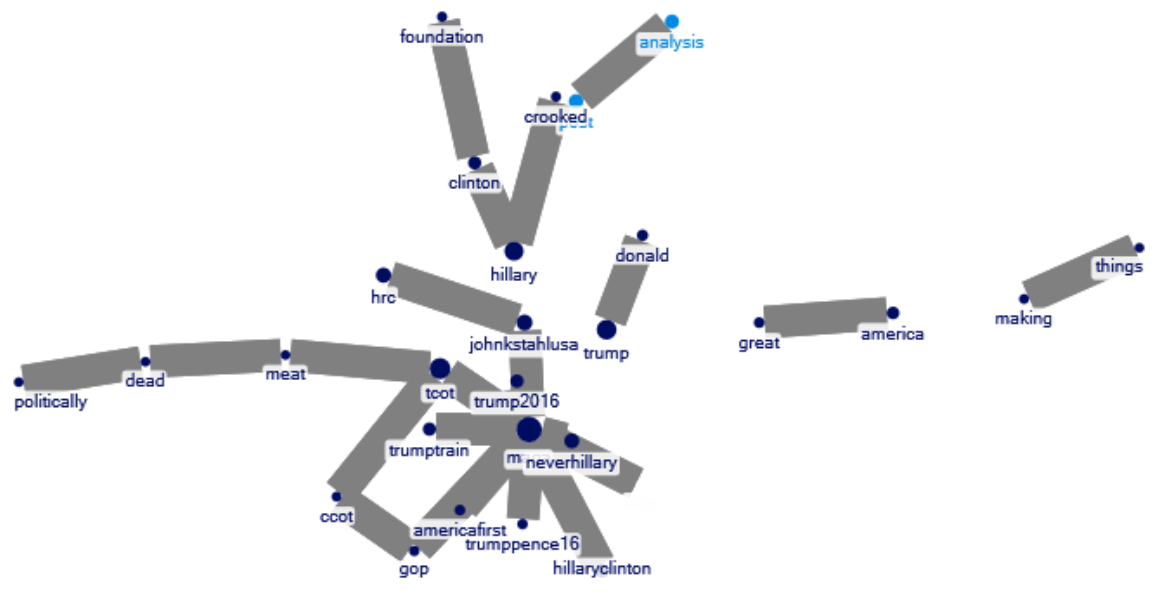 foundation
analysis
crooked
clinton
hillary
donald
things
hrc
making
johnkstahlusa
trump
great
america
meat
dead
tcot
politically
trump2016
trumptrain
neverhillary
ccot
americafirst
trumppence16
gop
hillaryclinton